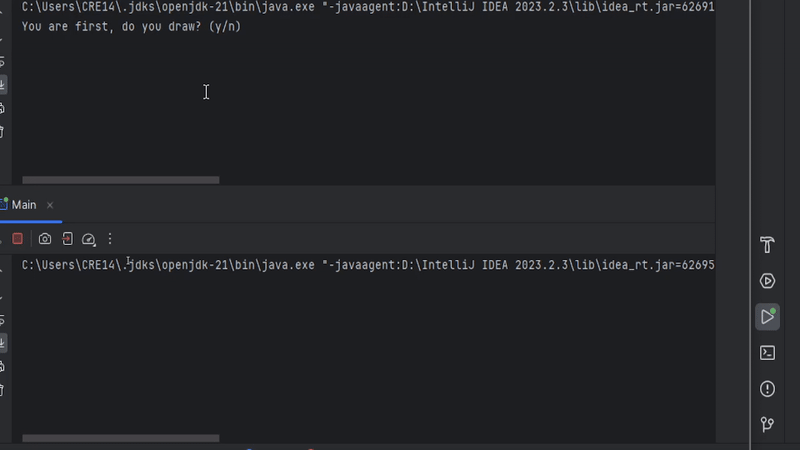 C:\Users\CRE14\.jdks\openjdk-21\bin\java.exe "-javaagent:D:\IntelliJ IDEA 2023.2.3\lib\idea_rt.jar=62691
You are first, do you draw? (y/n)
Main
C:\Users\CRE14\.jdks\openjdk-21\bin\java.exe "-javaagent:D:\IntelliJ IDEA 2023.2.3\lib\idea_rt.jar=62695